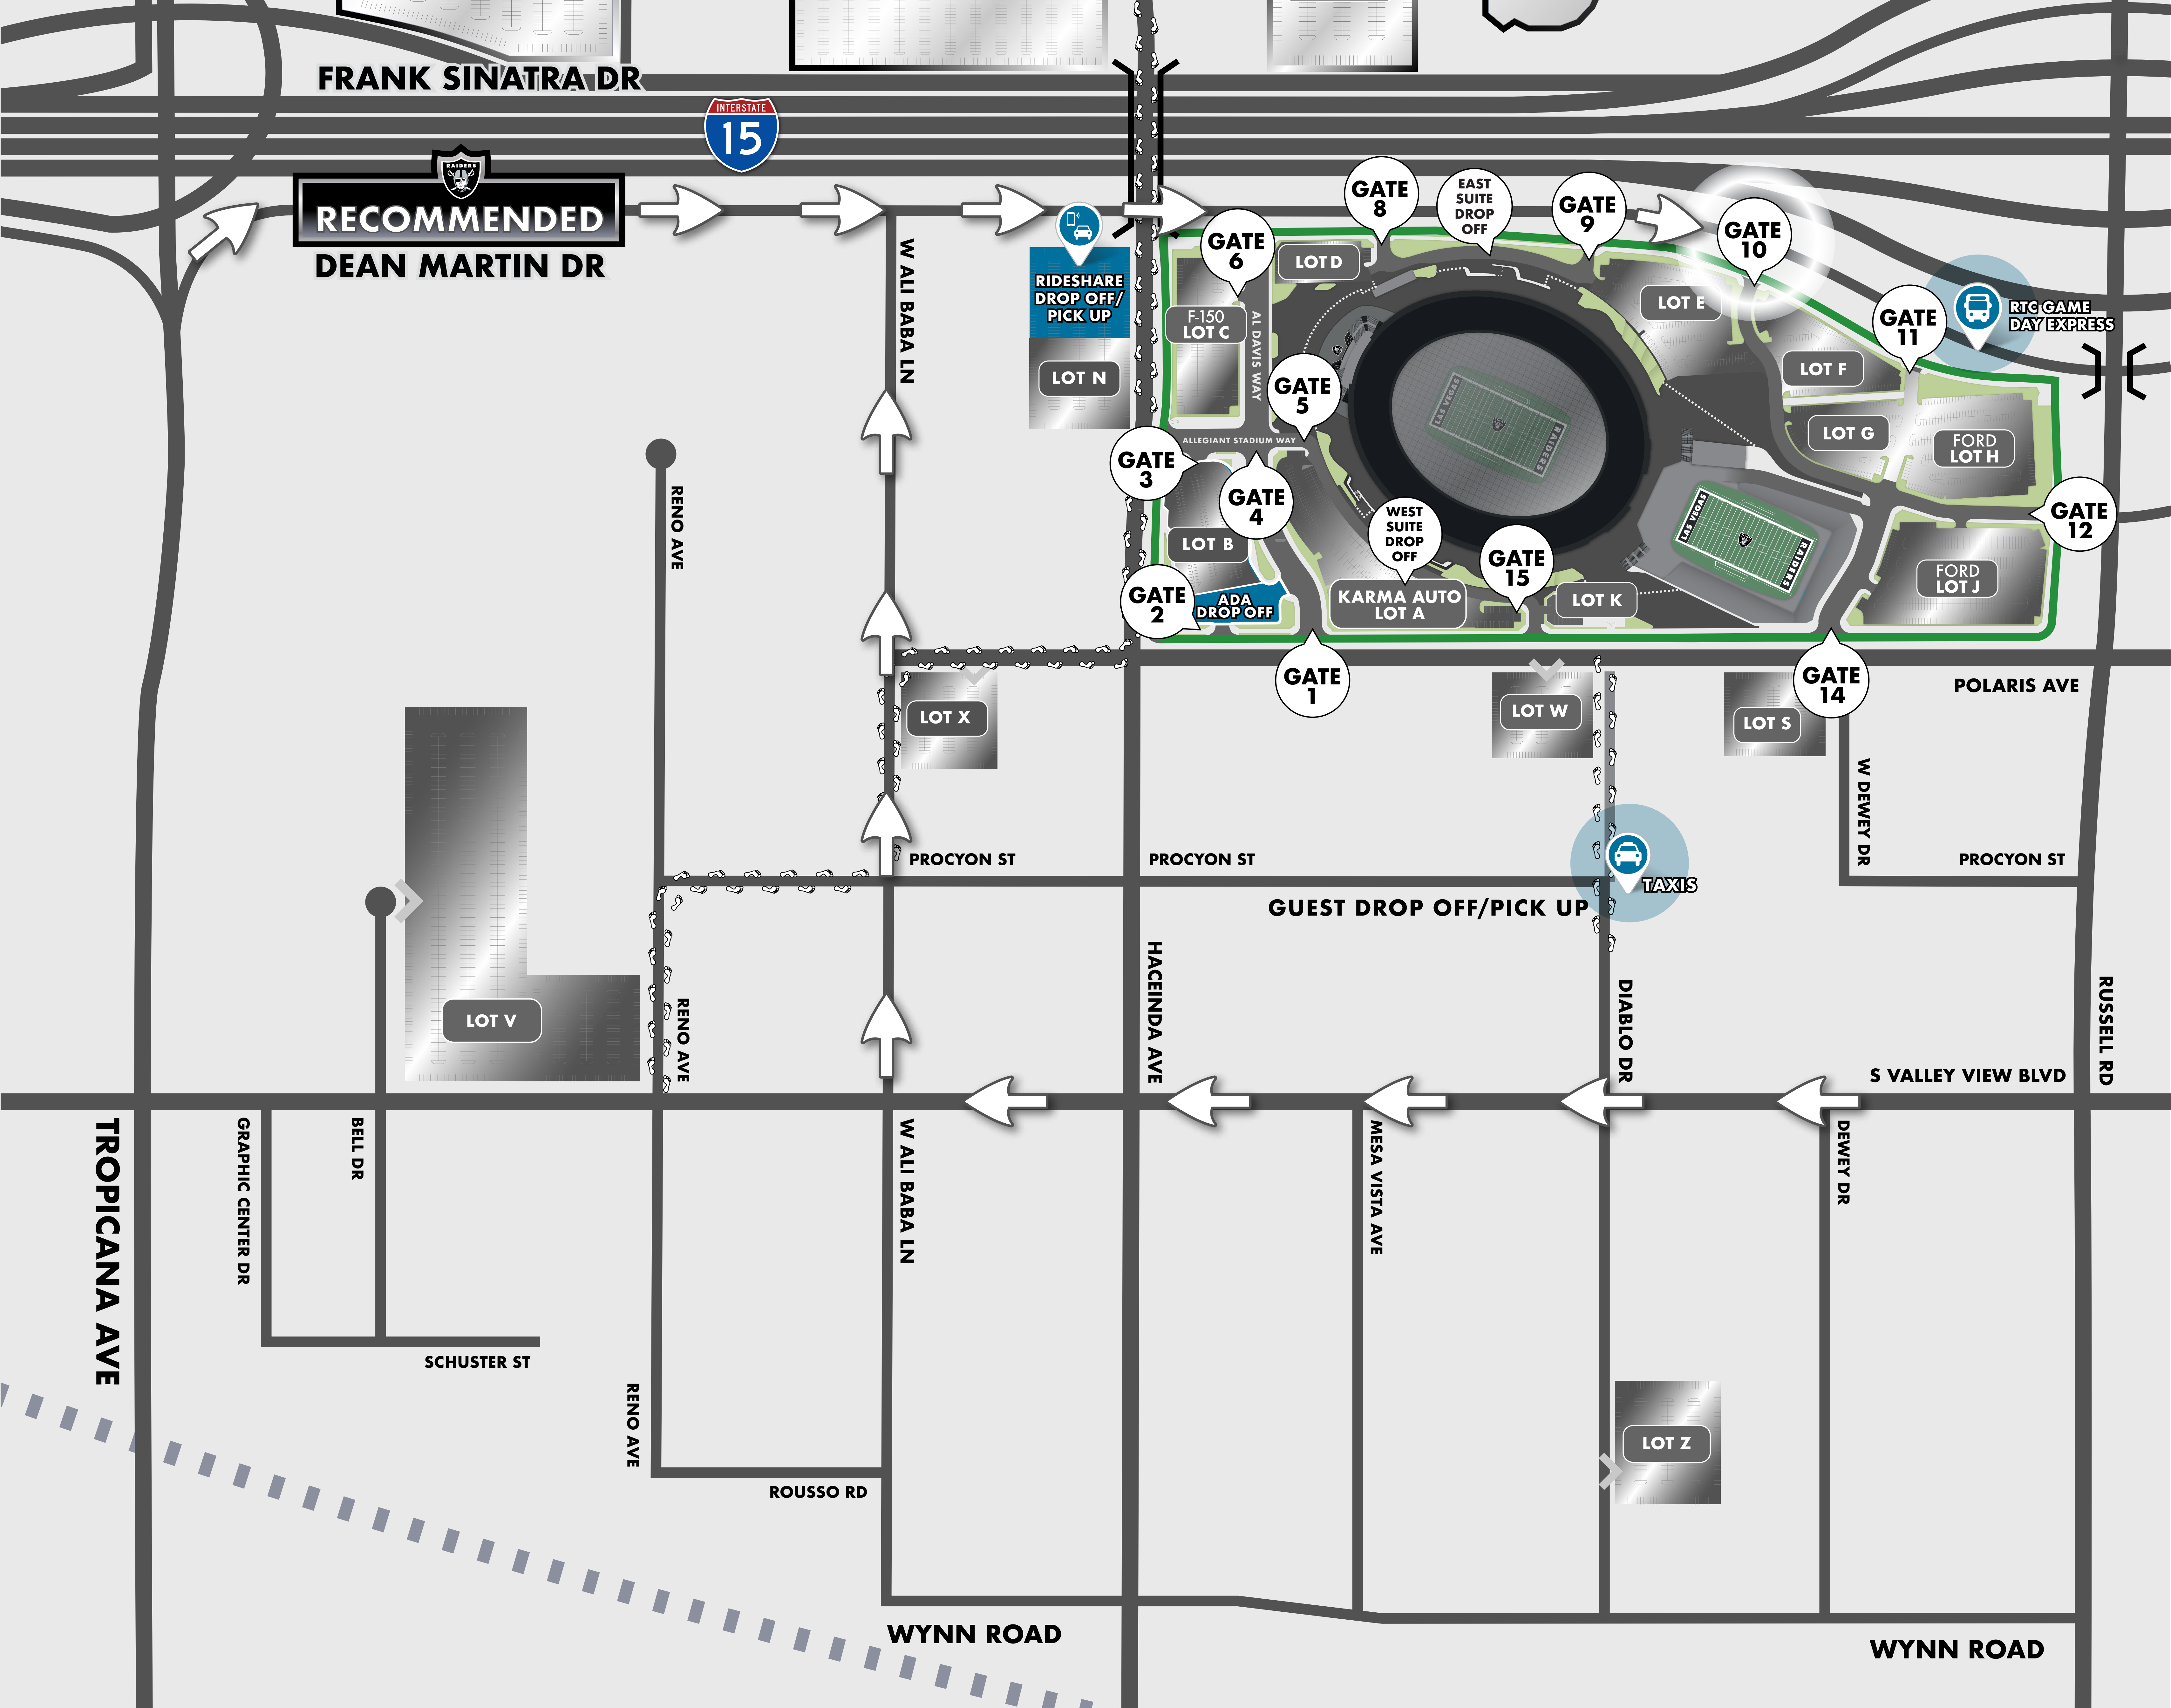 FRANK SINATRA DR
INTERSTATE
15
RAIDERS
RECOMMENDED
DEAN MARTIN DR
W ALI BABA LN
RIDESHARE
DROP OFF/
PICK UP
LOT N
GATE
6
LOT D
GATE
8
EAST
SUITE
DROP
OFF
GATE
9
GATE
10
LOT E
F-150
LOT C
AL DAVIS WAY
GATE
5
LAS VEGAS
RAIDERS
LOT F
GATE
11
RTC GAME
DAY EXPRESS
LOT G
FORD
LOT H
ALLEGIANT STADIUM WAY
GATE
3
GATE
4
LOT B
GATE
2
ADA
DROP OFF
WEST
SUITE
DROP
OFF
KARMA AUTO
LOT A
GATE
15
LOT K
LAS VEGAS
RAIDERS
FORD
LOT J
GATE
12
GATE
1
GATE
14
POLARIS AVE
RENO AVE
LOT X
LOT W
LOT S
W DEWEY DR
PROCYON ST
PROCYON ST
PROCYON ST
TAXIS
GUEST DROP OFF/PICK UP
LOT V
RENO AVE
HACEINDA AVE
DIABLO DR
RUSSELL RD
S VALLEY VIEW BLVD
TROPICANA AVE
GRAPHIC CENTER DR
BELL DR
W ALI BABA LN
MESA VISTA AVE
DEWEY DR
SCHUSTER ST
RENO AVE
LOT Z
ROUSSO RD
WYNN ROAD
WYNN ROAD